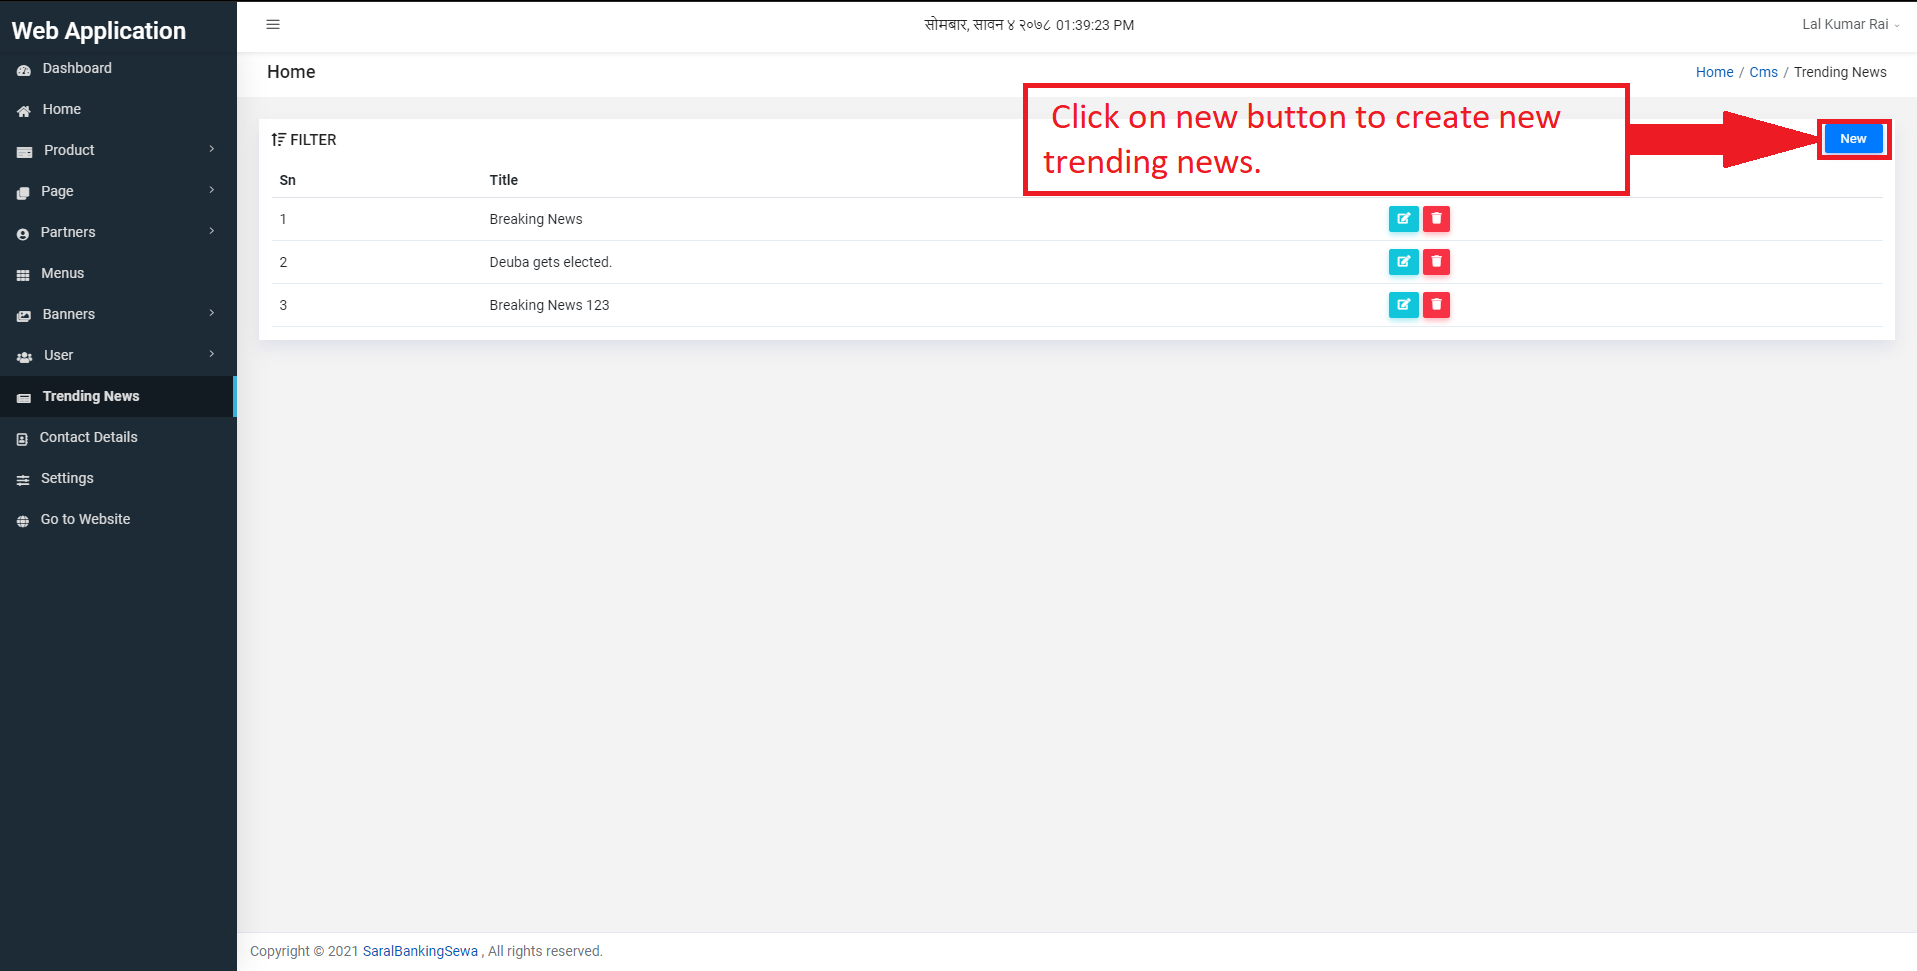 Web Application
सोमबार, सावन ४ २०७८ 01:39:23 PM
Lal Kumar Rai
Dashboard
Home
Product
Page
Partners
Menus
Banners
User
Trending News
Contact Details
Settings
Go to Website
Home
Home / Cms / Trending News
FILTER
Click on new button to create new
trending news.
New
Sn Title
1 Breaking News
2 Deuba gets elected.
3 Breaking News 123
Copyright © 2021 SaralBankingSewa , All rights reserved.